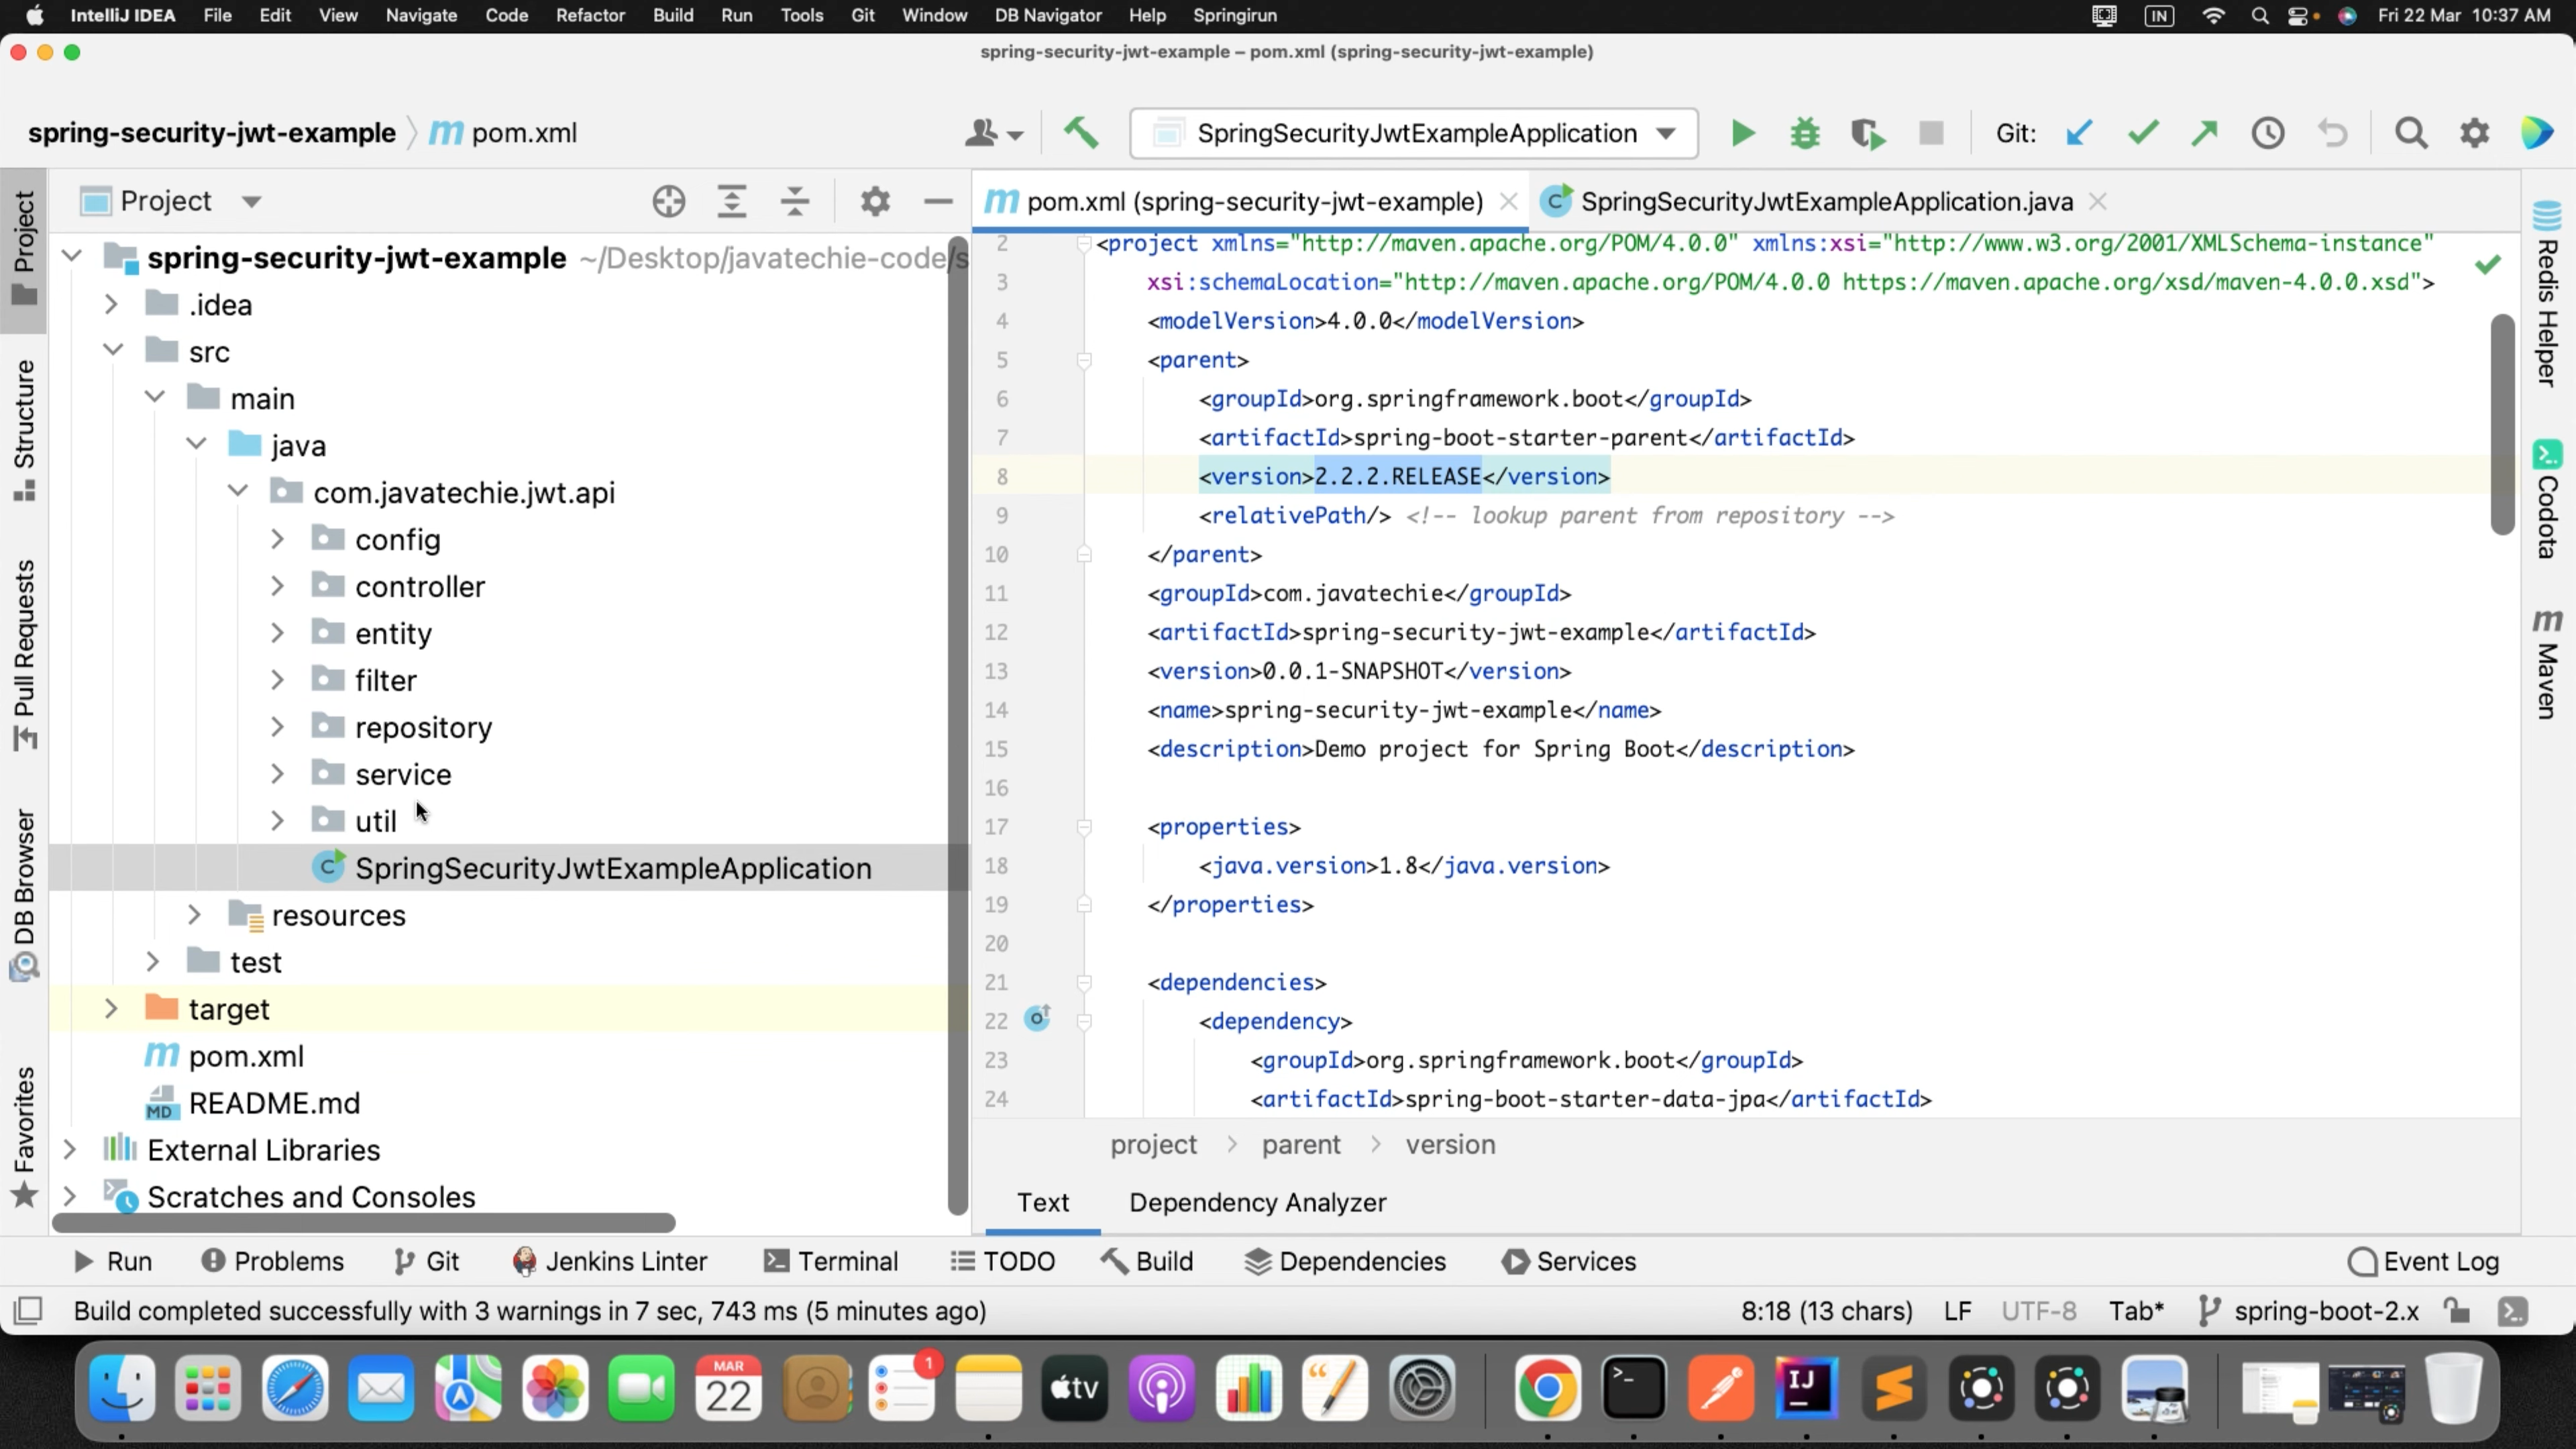 IntelliJ IDEA File Edit View Navigate Code Refactor Build Run Tools Git Window DB Navigator Help Springirun IN Fri 22 Mar 10:37 AM
spring-security-jwt-example – pom.xml (spring-security-jwt-example)
spring-security-jwt-example pom.xml SpringSecurityJwtExampleApplication Git:
Project
pom.xml (spring-security-jwt-example) SpringSecurityJwtExampleApplication.java
Project
Structure
Pull Requests
DB Browser
Favorites
spring-security-jwt-example ~/Desktop/javatechie-code/s
.idea
src
main
java
com.javatechie.jwt.api
config
controller
entity
filter
repository
service
util
SpringSecurityJwtExampleApplication
resources
test
target
pom.xml
README.md
External Libraries
Scratches and Consoles
2 <project xmlns="http://maven.apache.org/POM/4.0.0" xmlns:xsi="http://www.w3.org/2001/XMLSchema-instance"
3 xsi:schemaLocation="http://maven.apache.org/POM/4.0.0 https://maven.apache.org/xsd/maven-4.0.0.xsd">
4 <modelVersion>4.0.0</modelVersion>
5 <parent>
6 <groupId>org.springframework.boot</groupId>
7 <artifactId>spring-boot-starter-parent</artifactId>
8 <version>2.2.2.RELEASE</version>
9 <relativePath/> <!-- lookup parent from repository -->
10 </parent>
11 <groupId>com.javatechie</groupId>
12 <artifactId>spring-security-jwt-example</artifactId>
13 <version>0.0.1-SNAPSHOT</version>
14 <name>spring-security-jwt-example</name>
15 <description>Demo project for Spring Boot</description>
16
17 <properties>
18 <java.version>1.8</java.version>
19 </properties>
20
21 <dependencies>
22 <dependency>
23 <groupId>org.springframework.boot</groupId>
24 <artifactId>spring-boot-starter-data-jpa</artifactId>
project parent version
Text Dependency Analyzer
Redis Helper
Codota
Maven
Run Problems Git Jenkins Linter Terminal TODO Build Dependencies Services Event Log
Build completed successfully with 3 warnings in 7 sec, 743 ms (5 minutes ago) 8:18 (13 chars) LF UTF-8 Tab* spring-boot-2.x
MAR
22
1
tv
IJ